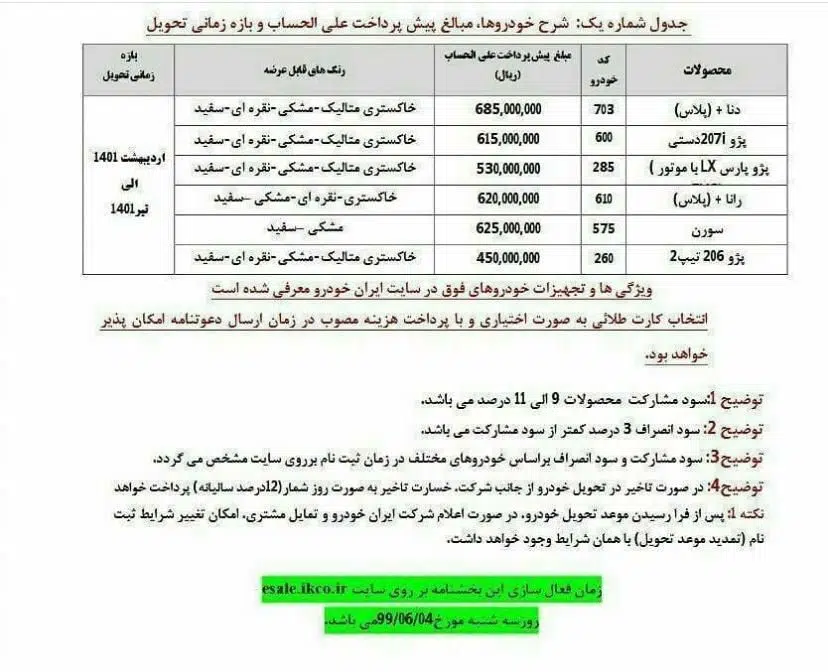 جدول شماره یک: شرح خودروها، مبالغ پیش پرداخت علی الحساب و بازه زمانی تحویل
محصولات کد خودرو مبلغ پیش پرداخت علی الحساب (ریال) رنگ های قابل عرضه بازه زمانی تحویل
دنا + (پلاس) 703 685,000,000 خاکستری متالیک-مشکی-نقره ای-سفید
پژو 207iدستی 600 615,000,000 خاکستری متالیک-مشکی-نقره ای-سفید
پژو پارس LX با موتور ( 285 530,000,000 خاکستری متالیک-مشکی-نقره ای-سفید
رانا + (پلاس) 610 620,000,000 خاکستری-نقره ای-مشکی –سفید
سورن 575 625,000,000 مشکی –سفید
پژو 206 تیپ2 260 450,000,000 خاکستری متالیک-مشکی-نقره ای-سفید
اردیبهشت 1401
الی
تیر1401
ویژگی ها و تجهیزات خودروهای فوق در سایت ایران خودرو معرفی شده است
انتخاب کارت طلائی به صورت اختیاری و با پرداخت هزینه مصوب در زمان ارسال دعوتنامه امکان پذیر
خواهد بود.
توضیح 1:سود مشارکت محصولات 9 الی 11 درصد می باشد.
توضیح 2: سود انصراف 3 درصد کمتر از سود مشارکت می باشد.
توضیح3: سود مشارکت و سود انصراف براساس خودروهای مختلف در زمان ثبت نام برروی سایت مشخص می گردد.
توضیح4: در صورت تاخیر در تحویل خودرو از جانب شرکت، خسارت تاخیر به صورت روز شمار (12درصد سالیانه) پرداخت خواهد
نکته 1: پس از فرا رسیدن موعد تحویل خودرو، در صورت اعلام شرکت ایران خودرو و تمایل مشتری، امکان تغییر شرایط ثبت
نام (تمدید موعد تحویل) با همان شرایط وجود خواهد داشت.
زمان فعال سازی این بخشنامه بر روی سایت esale.ikco.ir
روزسه شنبه مورخ99/06/04می باشد.